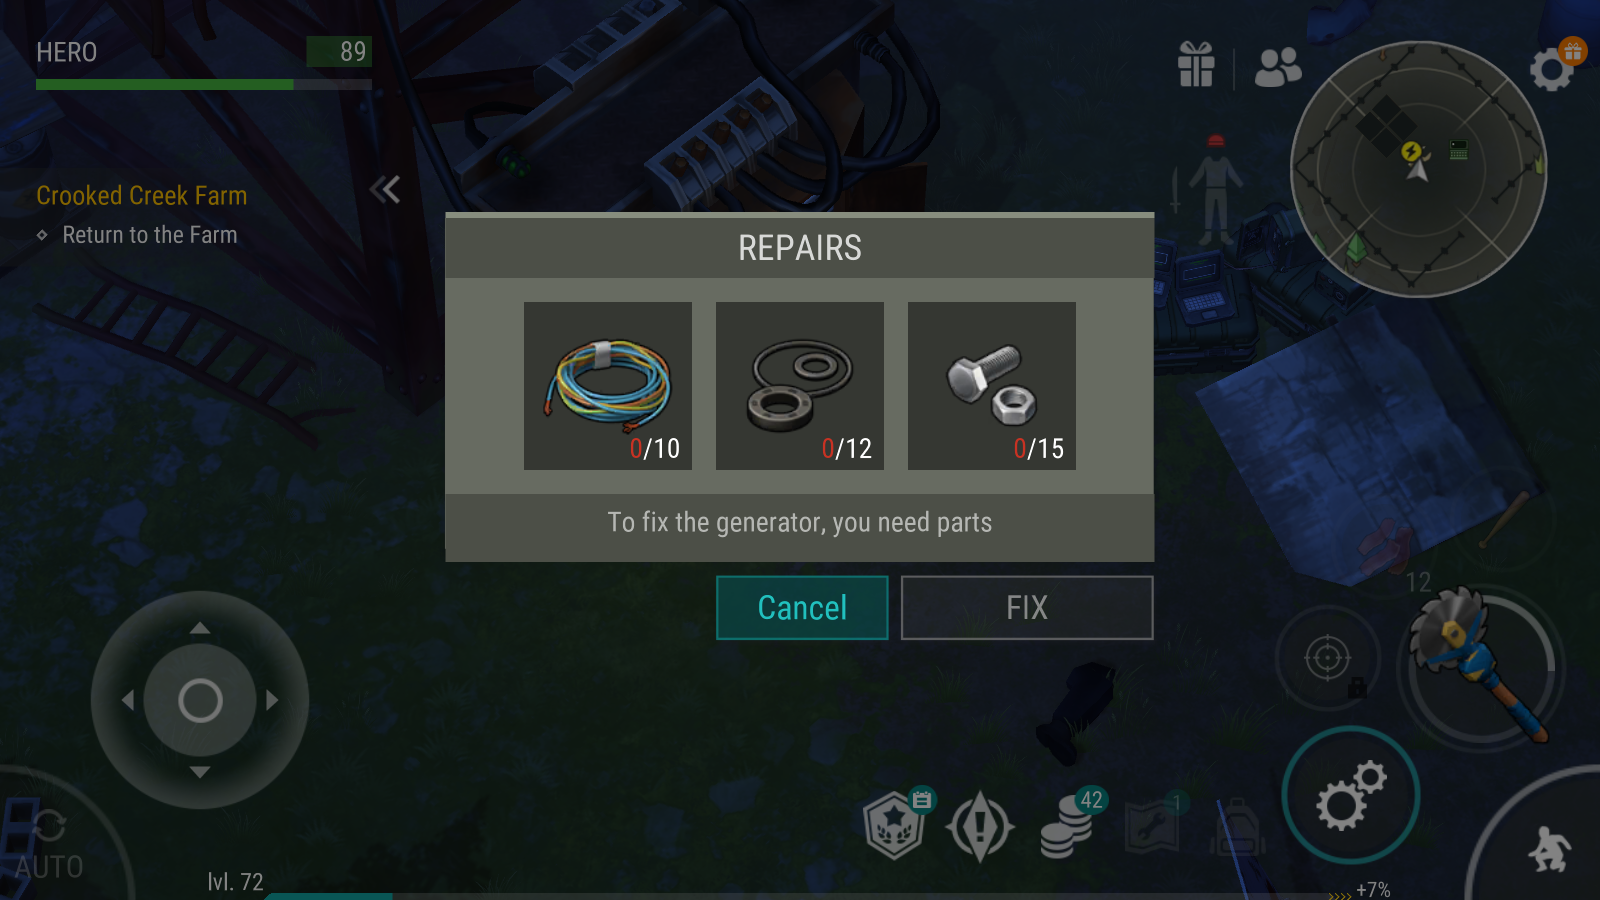 HERO
89
Crooked Creek Farm
Return to the Farm
REPAIRS
0/10
0/12
0/15
To fix the generator, you need parts
Cancel
FIX
12
42
1
AUTO
lvl. 72
+7%